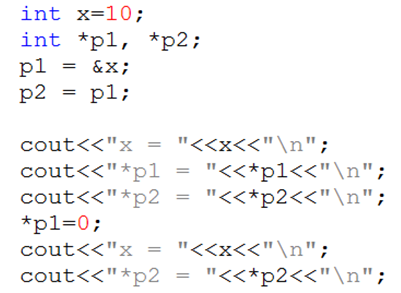 int x=10;
int *p1, *p2;
p1 = &x;
p2 = p1;
cout<<"x = "<<x<<"\n";
cout<<"*p1 = "<<*p1<<"\n";
cout<<"*p2 = "<<*p2<<"\n";
*p1=0;
cout<<"x = "<<x<<"\n";
cout<<"*p2 = "<<*p2<<"\n";